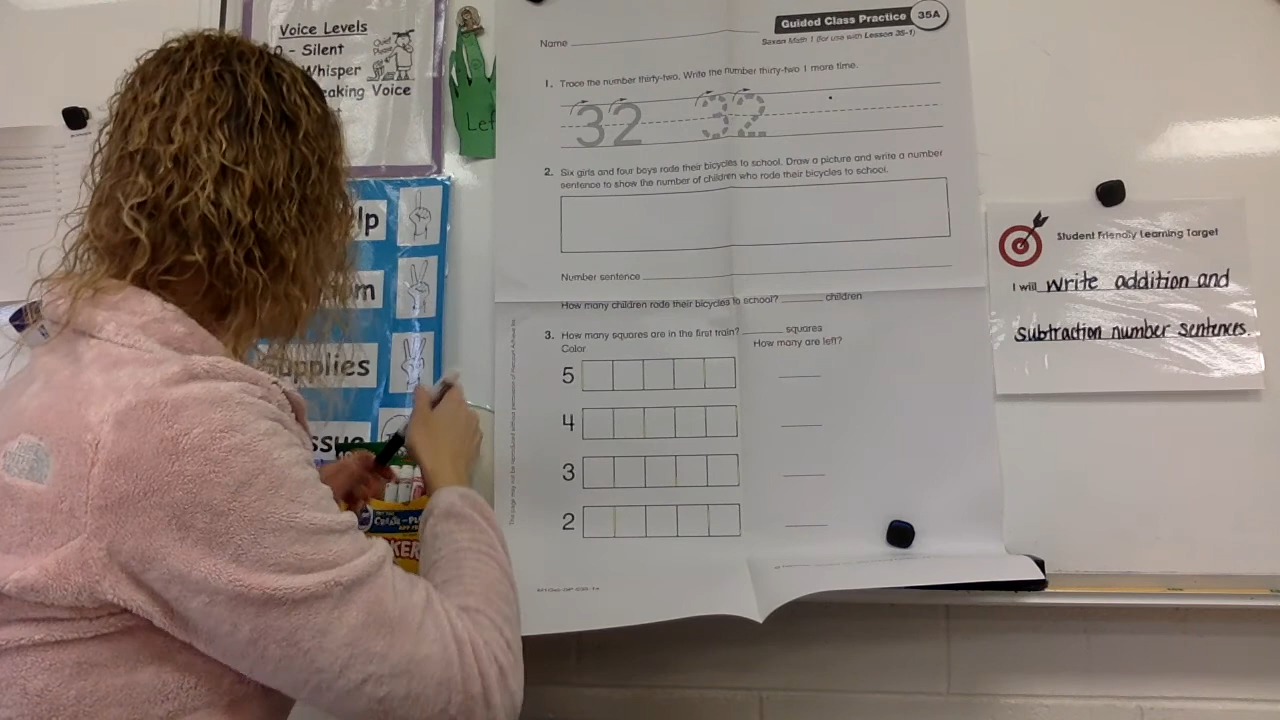 Voice Levels
- Silent
Whisper
eaking Voice
Quiet
Please
Left
lp
m
Supplies
issue
MARKER
Guided Class Practice 35A
Saxon Math 1 (for use with Lesson 35-1)
Name
1. Trace the number thirty-two. Write the number thirty-two 1 more time.
32 32
2. Six girls and four boys rode their bicycles to school. Draw a picture and write a number
sentence to show the number of children who rode their bicycles to school.
Number sentence
How many children rode their bicycles to school? children
3. How many squares are in the first train? squares
Color How many are left?
5
4
3
2
Student Friendly Learning Target
I will write addition and
subtraction number sentences.